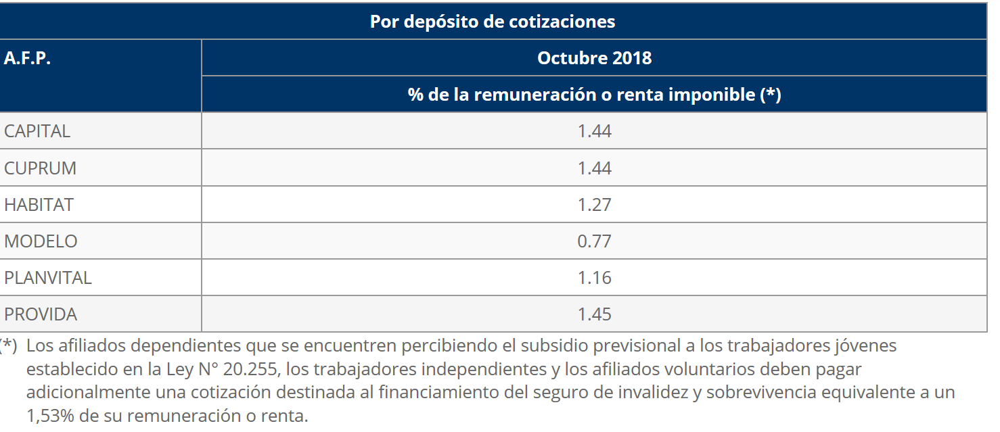 Por depósito de cotizaciones
A.F.P.
Octubre 2018
% de la remuneración o renta imponible (*)
CAPITAL 1.44
CUPRUM 1.44
HABITAT 1.27
MODELO 0.77
PLANVITAL 1.16
PROVIDA 1.45
(*) Los afiliados dependientes que se encuentren percibiendo el subsidio previsional a los trabajadores jóvenes
establecido en la Ley N° 20.255, los trabajadores independientes y los afiliados voluntarios deben pagar
adicionalmente una cotización destinada al financiamiento del seguro de invalidez y sobrevivencia equivalente a un
1,53% de su remuneración o renta.